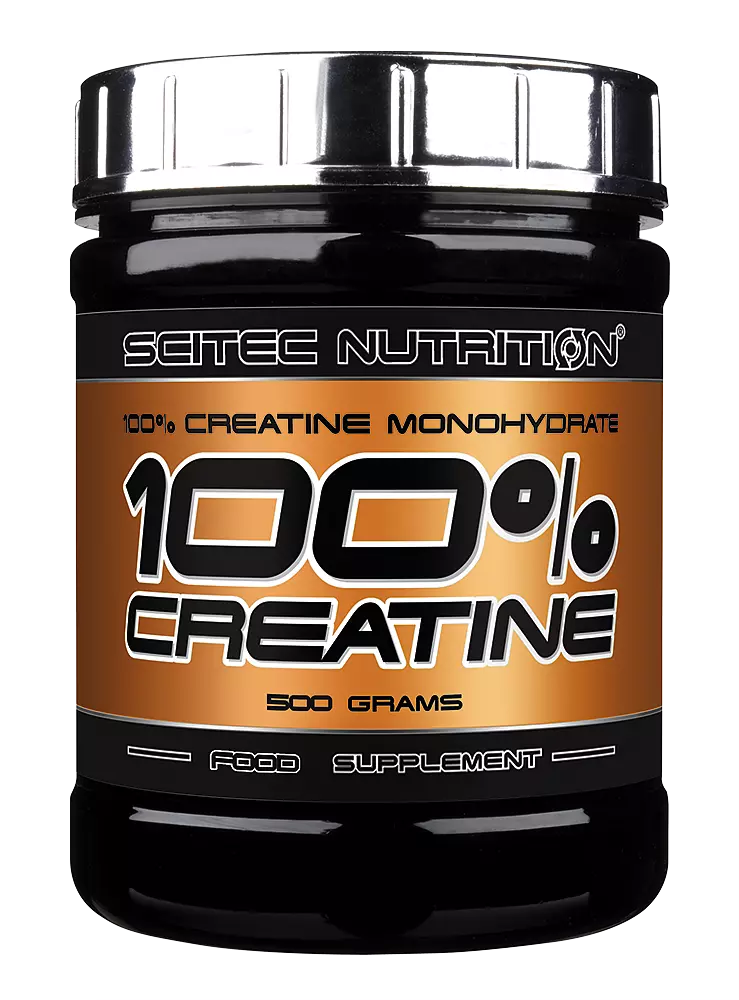 SCITEC NUTRITION®
100% CREATINE MONOHYDRATE
100%
CREATINE
500 GRAMS
FOOD SUPPLEMENT